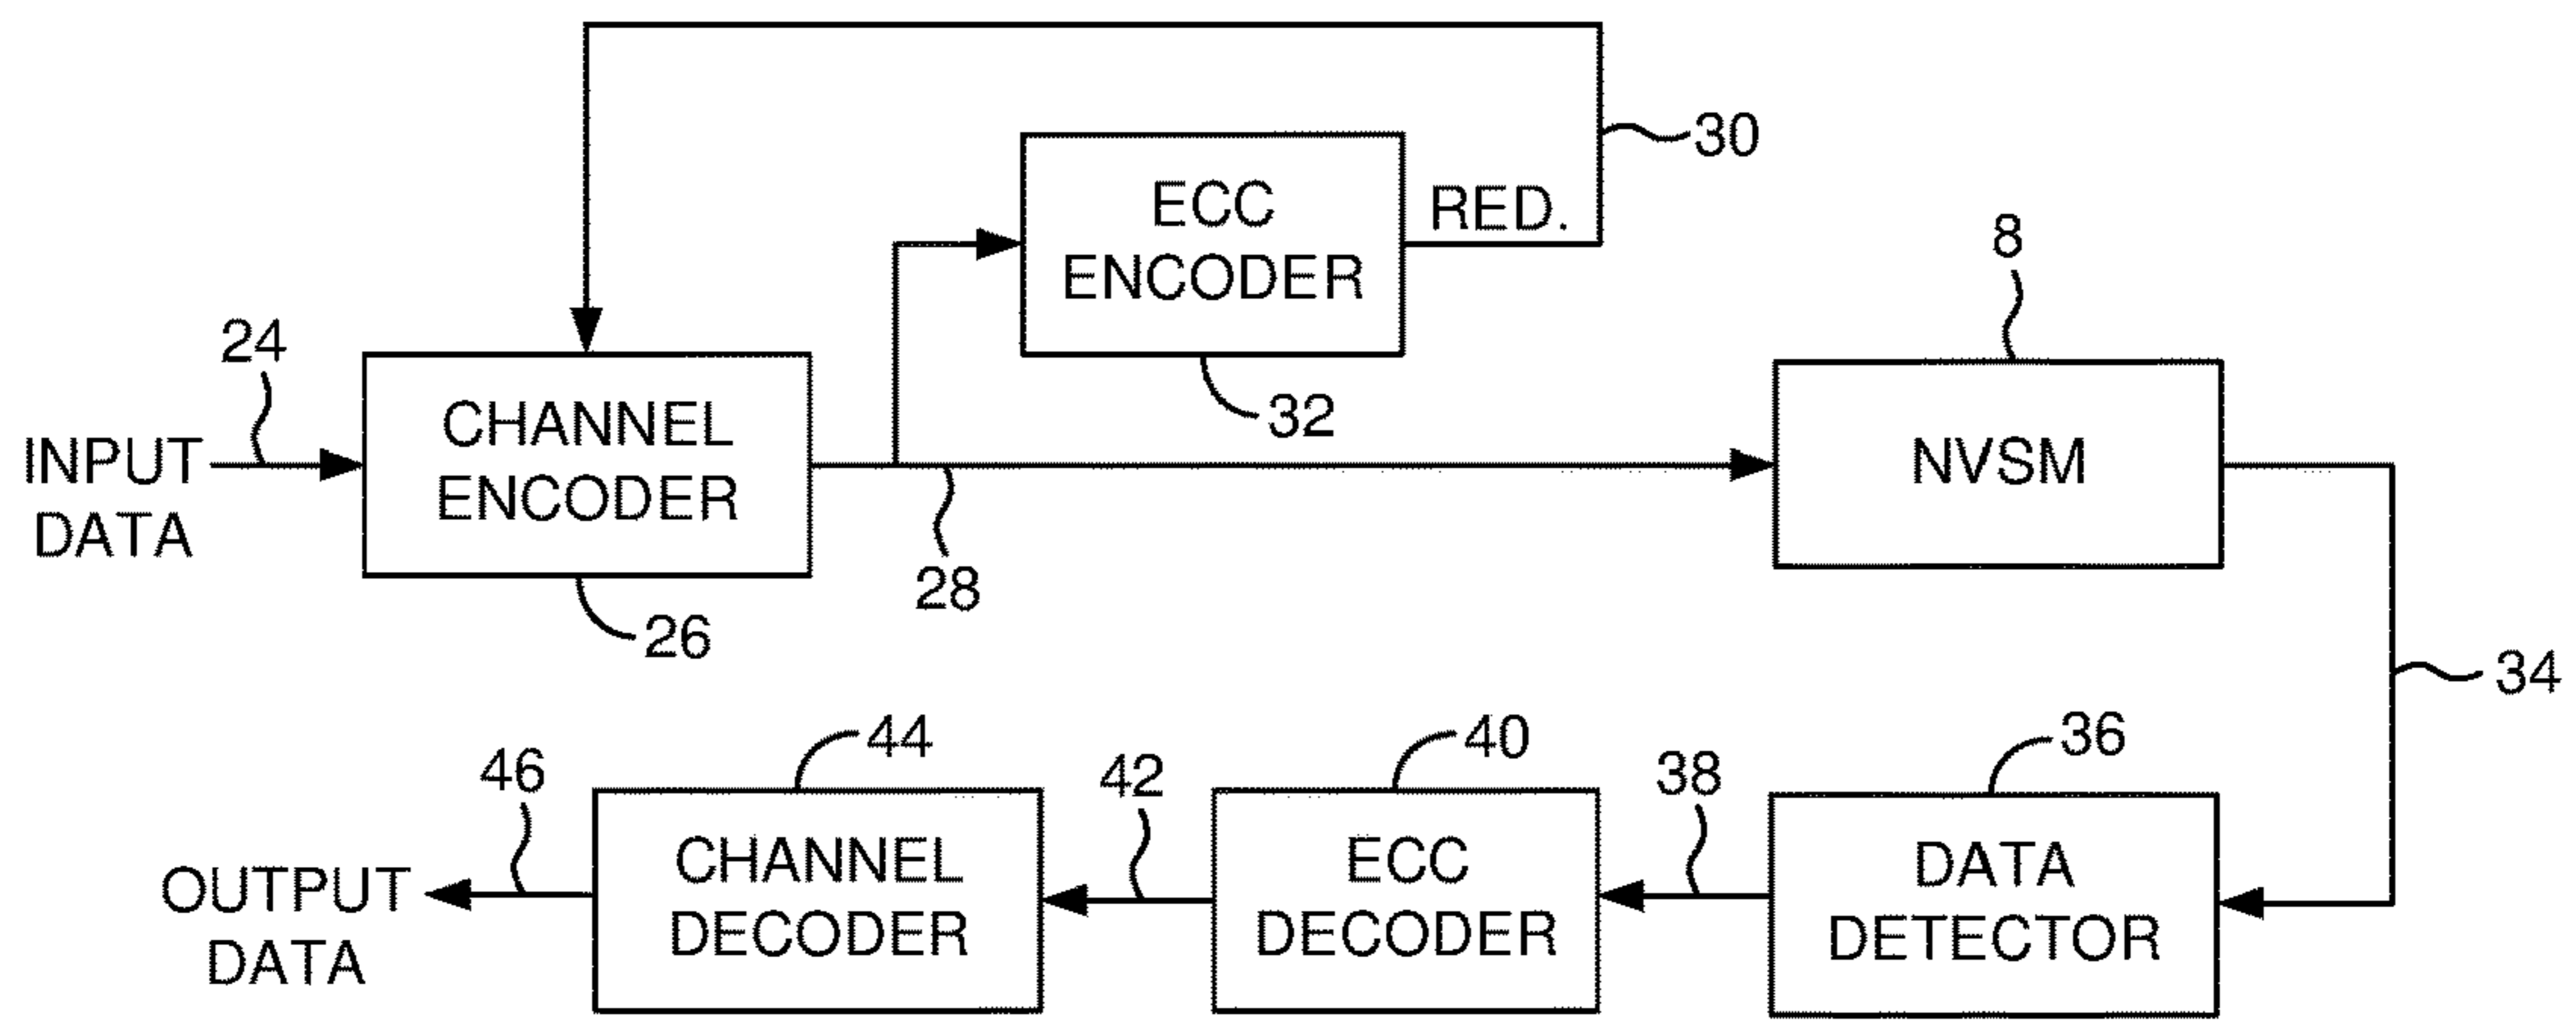 30
ECC
ENCODER
RED.
8
24
32
INPUT
DATA
CHANNEL
ENCODER
NVSM
28
26
34
46
44
42
40
38
36
OUTPUT
DATA
CHANNEL
DECODER
ECC
DECODER
DATA
DETECTOR